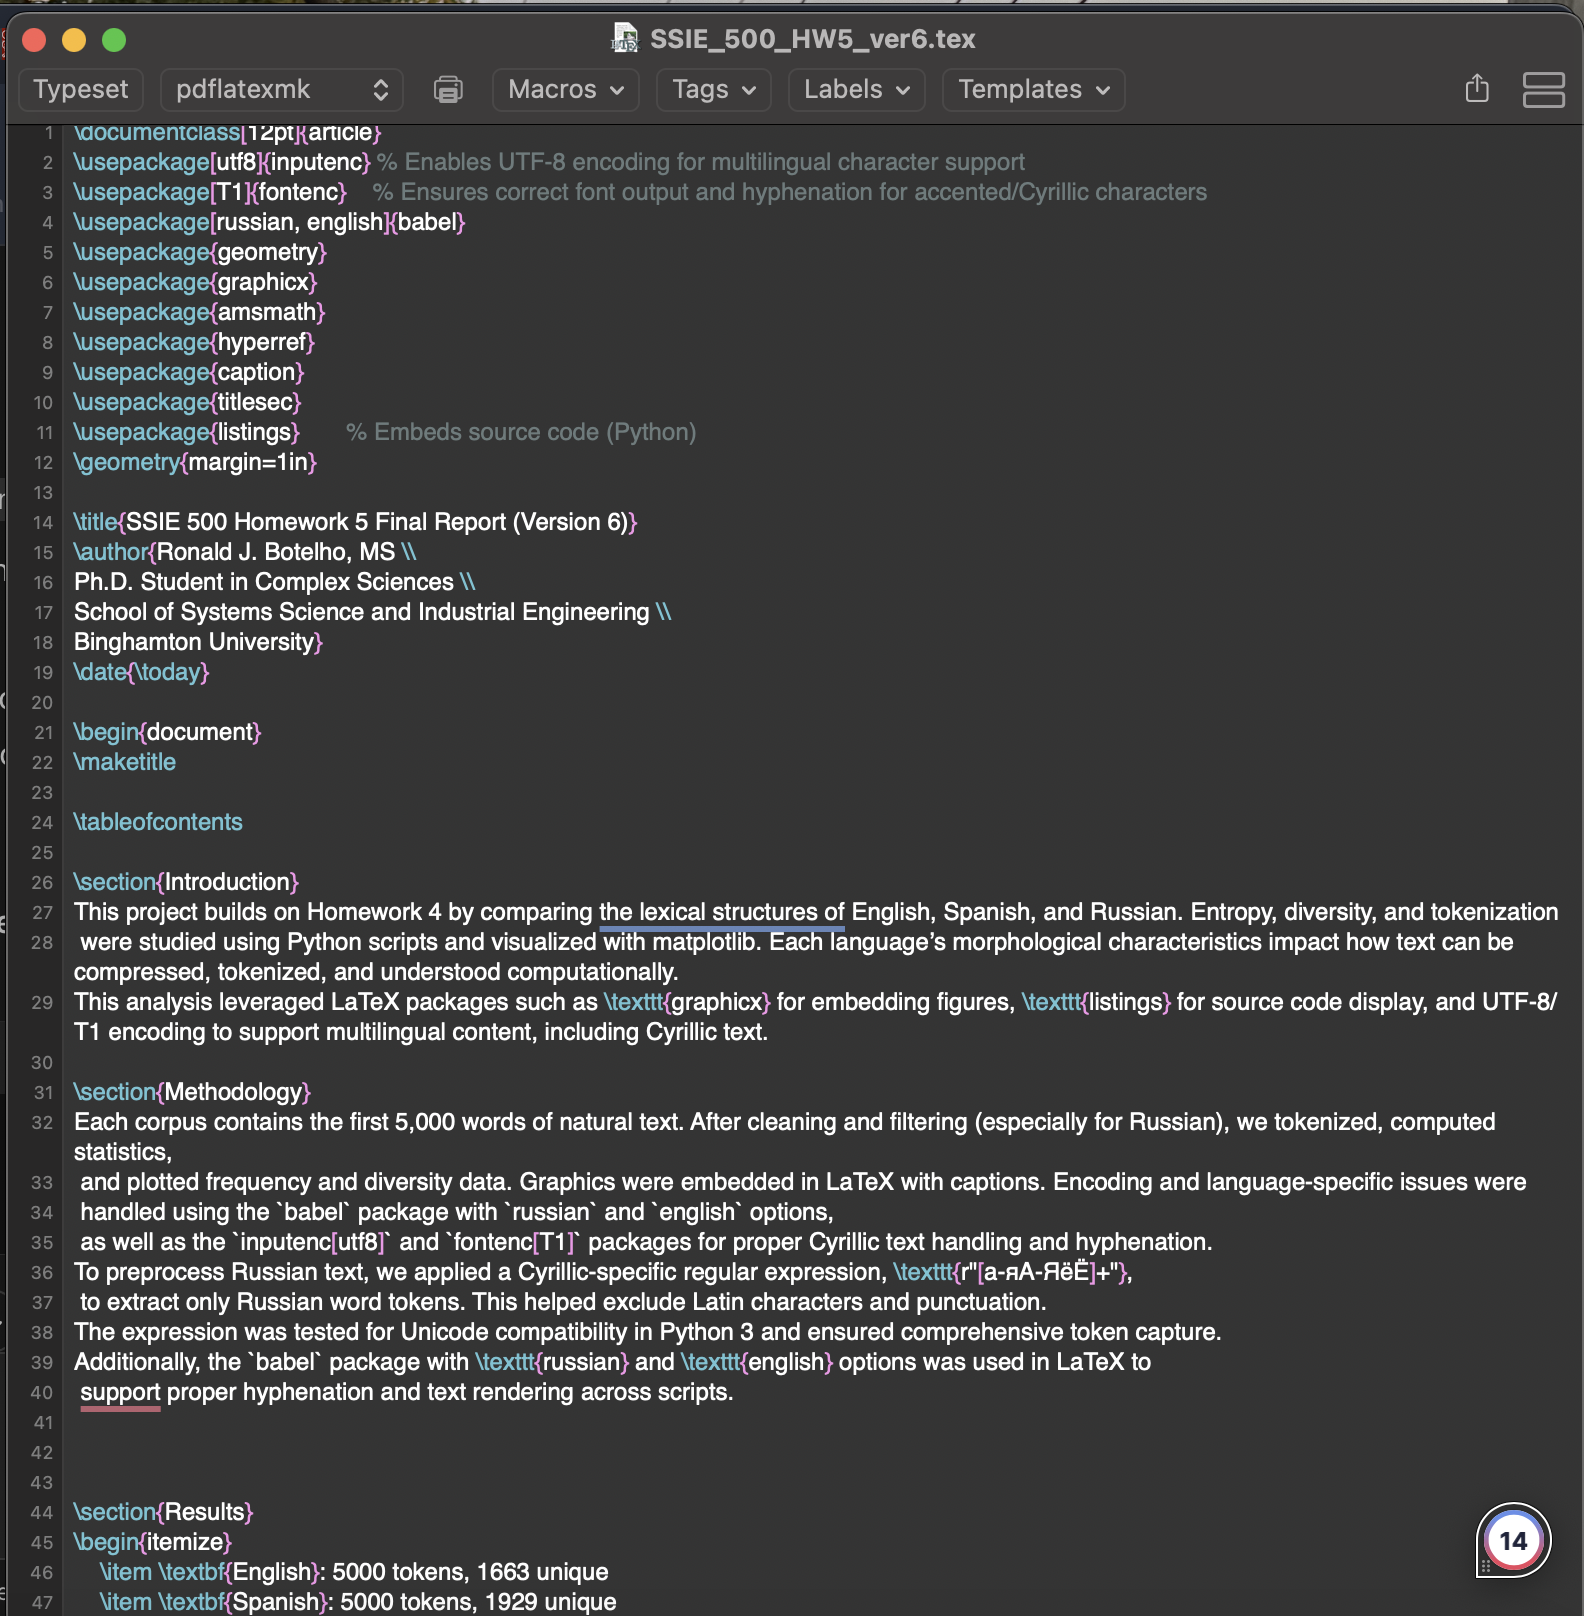 SSIE_500_HW5_ver6.tex
Typeset pdflatexmk Macros Tags Labels Templates
1 \documentclass[12pt]{article}
2 \usepackage[utf8]{inputenc} % Enables UTF-8 encoding for multilingual character support
3 \usepackage[T1]{fontenc} % Ensures correct font output and hyphenation for accented/Cyrillic characters
4 \usepackage[russian, english]{babel}
5 \usepackage{geometry}
6 \usepackage{graphicx}
7 \usepackage{amsmath}
8 \usepackage{hyperref}
9 \usepackage{caption}
10 \usepackage{titlesec}
11 \usepackage{listings} % Embeds source code (Python)
12 \geometry{margin=1in}
13
14 \title{SSIE 500 Homework 5 Final Report (Version 6)}
15 \author{Ronald J. Botelho, MS \\
16 Ph.D. Student in Complex Sciences \\
17 School of Systems Science and Industrial Engineering \\
18 Binghamton University}
19 \date{\today}
20
21 \begin{document}
22 \maketitle
23
24 \tableofcontents
25
26 \section{Introduction}
27 This project builds on Homework 4 by comparing the lexical structures of English, Spanish, and Russian. Entropy, diversity, and tokenization
28 were studied using Python scripts and visualized with matplotlib. Each language’s morphological characteristics impact how text can be
compressed, tokenized, and understood computationally.
29 This analysis leveraged LaTeX packages such as \texttt{graphicx} for embedding figures, \texttt{listings} for source code display, and UTF-8/
T1 encoding to support multilingual content, including Cyrillic text.
30
31 \section{Methodology}
32 Each corpus contains the first 5,000 words of natural text. After cleaning and filtering (especially for Russian), we tokenized, computed
statistics,
33 and plotted frequency and diversity data. Graphics were embedded in LaTeX with captions. Encoding and language-specific issues were
34 handled using the `babel` package with `russian` and `english` options,
35 as well as the `inputenc[utf8]` and `fontenc[T1]` packages for proper Cyrillic text handling and hyphenation.
36 To preprocess Russian text, we applied a Cyrillic-specific regular expression, \texttt{r"[а-яА-ЯёЁ]+"},
37 to extract only Russian word tokens. This helped exclude Latin characters and punctuation.
38 The expression was tested for Unicode compatibility in Python 3 and ensured comprehensive token capture.
39 Additionally, the `babel` package with \texttt{russian} and \texttt{english} options was used in LaTeX to
40 support proper hyphenation and text rendering across scripts.
41
42
43
44 \section{Results}
45 \begin{itemize}
46 \item \textbf{English}: 5000 tokens, 1663 unique
47 \item \textbf{Spanish}: 5000 tokens, 1929 unique
14